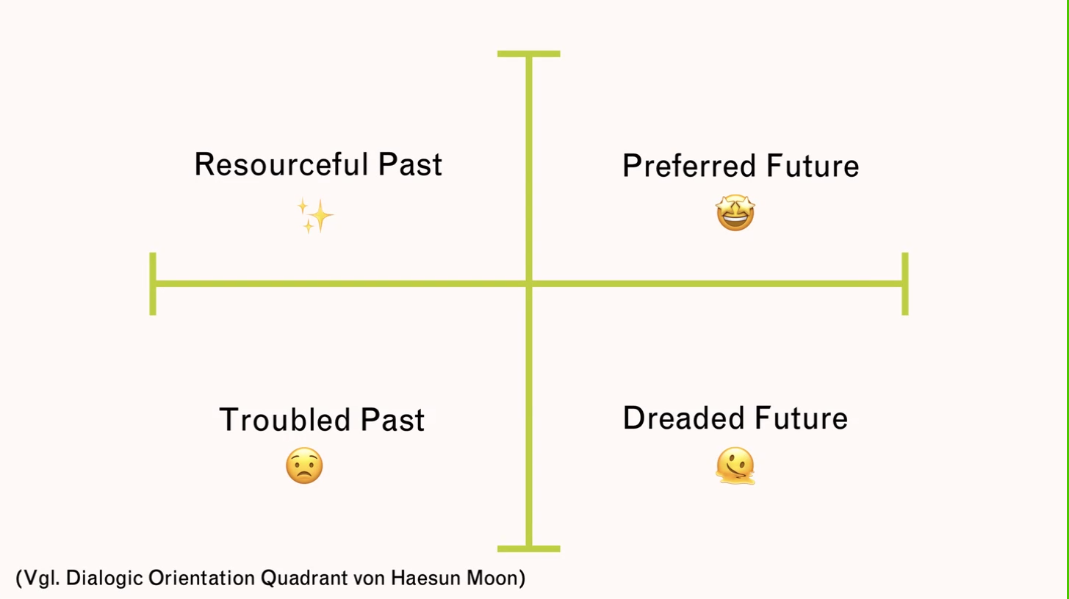 Resourceful Past
Preferred Future
Troubled Past
Dreaded Future
(Vgl. Dialogic Orientation Quadrant von Haesun Moon)